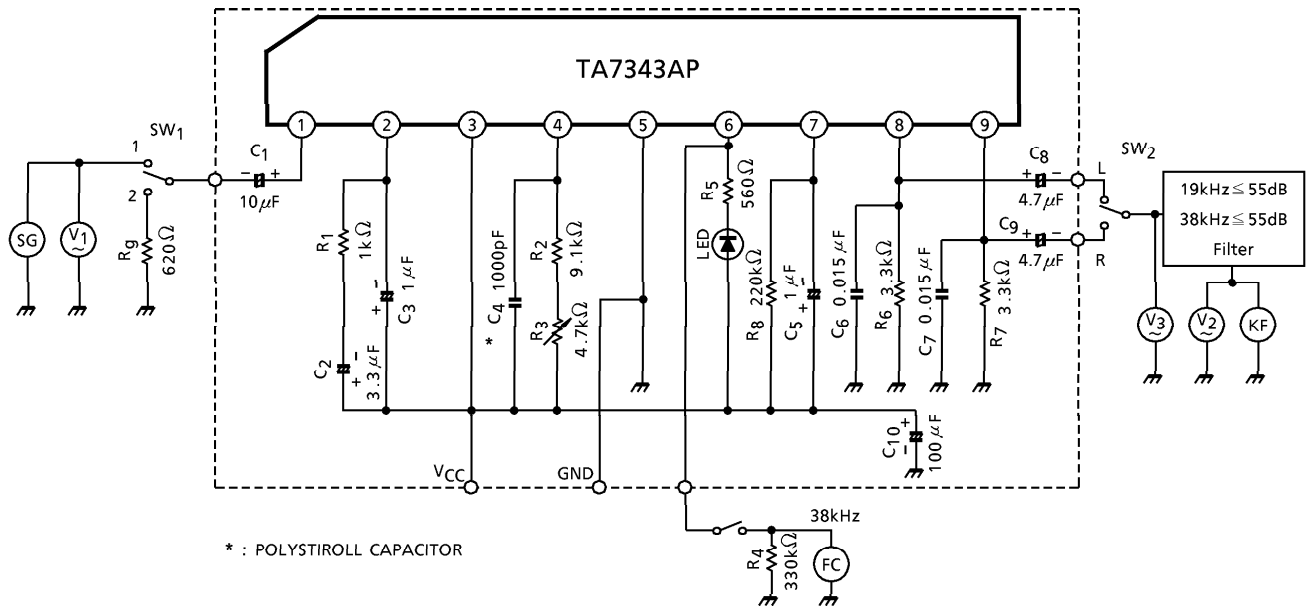 TA7343AP
1 2 3 4 5 6 7 8 9
SW1
1
2
C1
10μF
SG
V1
~
Rg
620Ω
R1
1kΩ
C2
3.3μF
C3 1μF
C4 1000pF
*
R2
9.1kΩ
R3
4.7kΩ
R5
560Ω
LED
R8 220kΩ
C5 1μF
C6 0.015μF
R6 3.3kΩ
C7 0.015μF
R7 3.3kΩ
C8
4.7μF
C9
4.7μF
L
R
SW2
19kHz≦55dB
38kHz≦55dB
Filter
V3
~
V2
~
KF
C10
100μF
VCC
GND
38kHz
R4
330kΩ
FC
* : POLYSTIROLL CAPACITOR